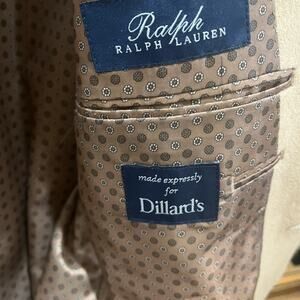 Ralph
RALPH LAUREN
made expressly
for
Dillard's